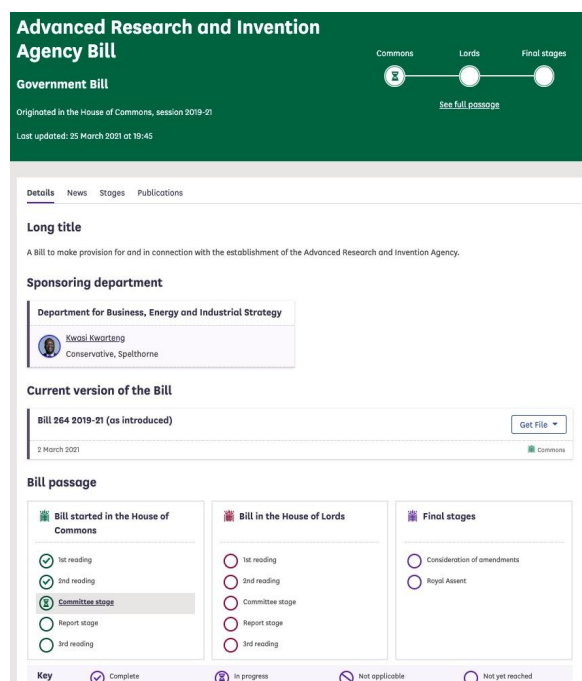 Advanced Research and Invention
Agency Bill
Commons
Lords
Final stages
Government Bill
See full passage
Originated in the House of Commons, session 2019-21
Last updated: 25 March 2021 at 19:45
Details News Stages Publications
Long title
A Bill to make provision for and in connection with the establishment of the Advanced Research and Invention Agency.
Sponsoring department
Department for Business, Energy and Industrial Strategy
Kwasi Kwarteng
Conservative, Spelthorne
Current version of the Bill
Bill 264 2019-21 (as introduced)
Get File
2 March 2021
Commons
Bill passage
Bill started in the House of
Commons
1st reading
2nd reading
Committee stage
Report stage
3rd reading
Bill in the House of Lords
1st reading
2nd reading
Committee stage
Report stage
3rd reading
Final stages
Consideration of amendments
Royal Assent
Key
Complete
In progress
Not applicable
Not yet reached